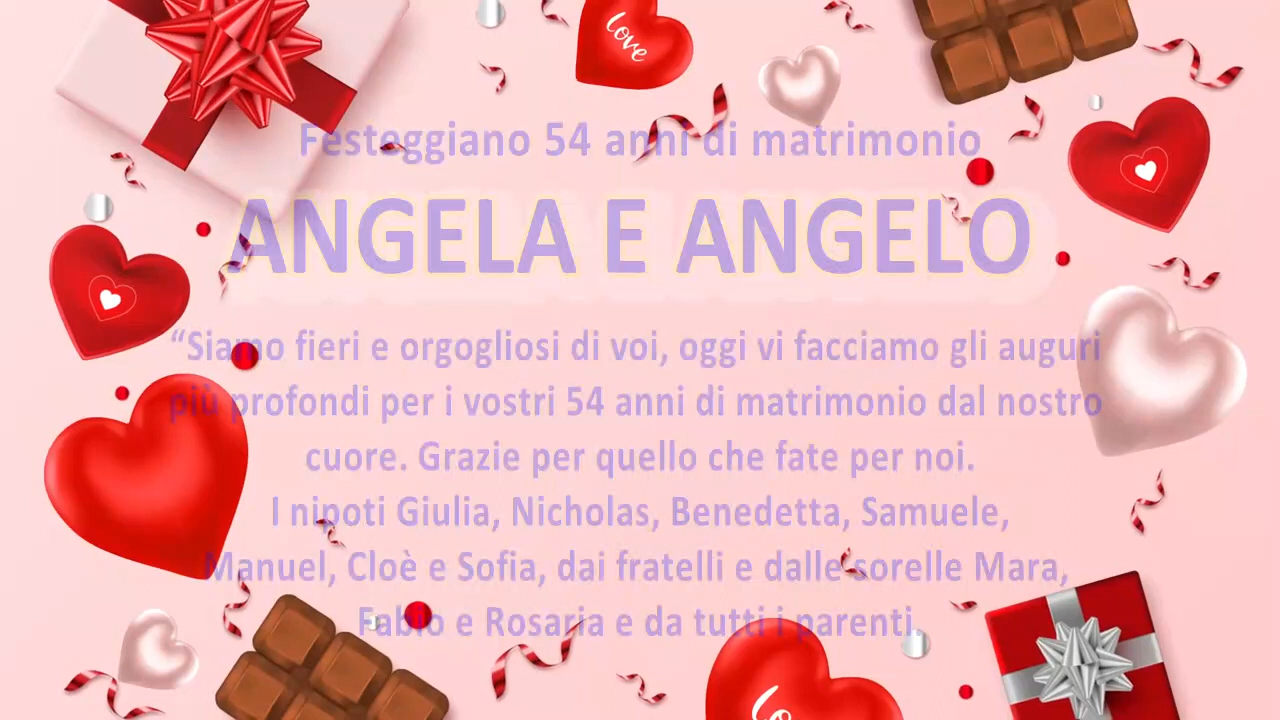 love
Festeggiano 54 anni di matrimonio
ANGELA E ANGELO
“Siamo fieri e orgogliosi di voi, oggi vi facciamo gli auguri
più profondi per i vostri 54 anni di matrimonio dal nostro
cuore. Grazie per quello che fate per noi.
I nipoti Giulia, Nicholas, Benedetta, Samuele,
Manuel, Cloè e Sofia, dai fratelli e dalle sorelle Mara,
Fabio e Rosaria e da tutti i parenti.